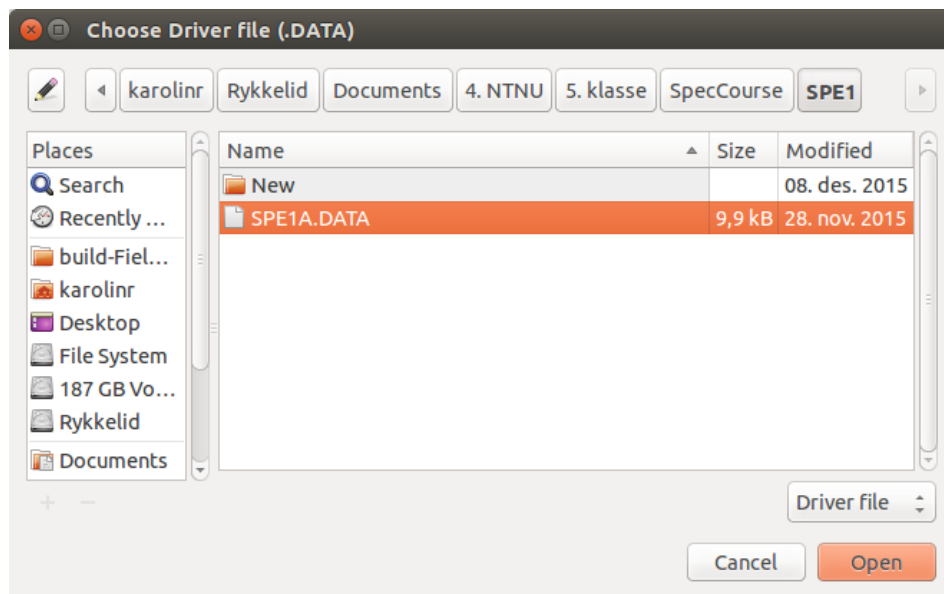 Choose Driver file (.DATA)
karolinr Rykkelid Documents 4. NTNU 5. klasse SpecCourse SPE1
Places
Search
Recently ...
build-Fiel...
karolinr
Desktop
File System
187 GB Vo...
Rykkelid
Documents
Name Size Modified
New 08. des. 2015
SPE1A.DATA 9,9 kB 28. nov. 2015
Driver file
Cancel Open